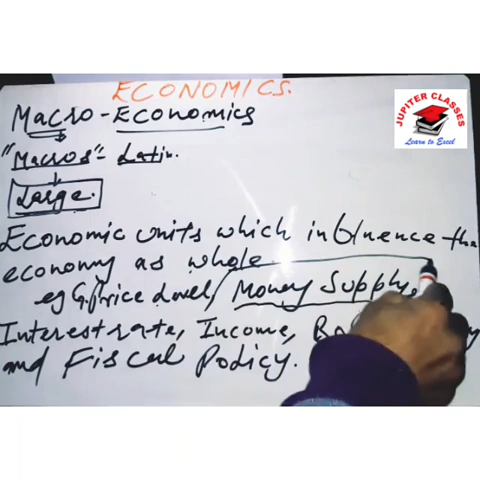 ECONOMICS.
Macro-Economics
"Macros"- Latin.
Large.
Economic units which influence the
economy as whole
eg G. Price Level/Money Supply,
Interest rate, Income,
and Fiscal Policy.
JUPITER CLASSES
Learn to Excel